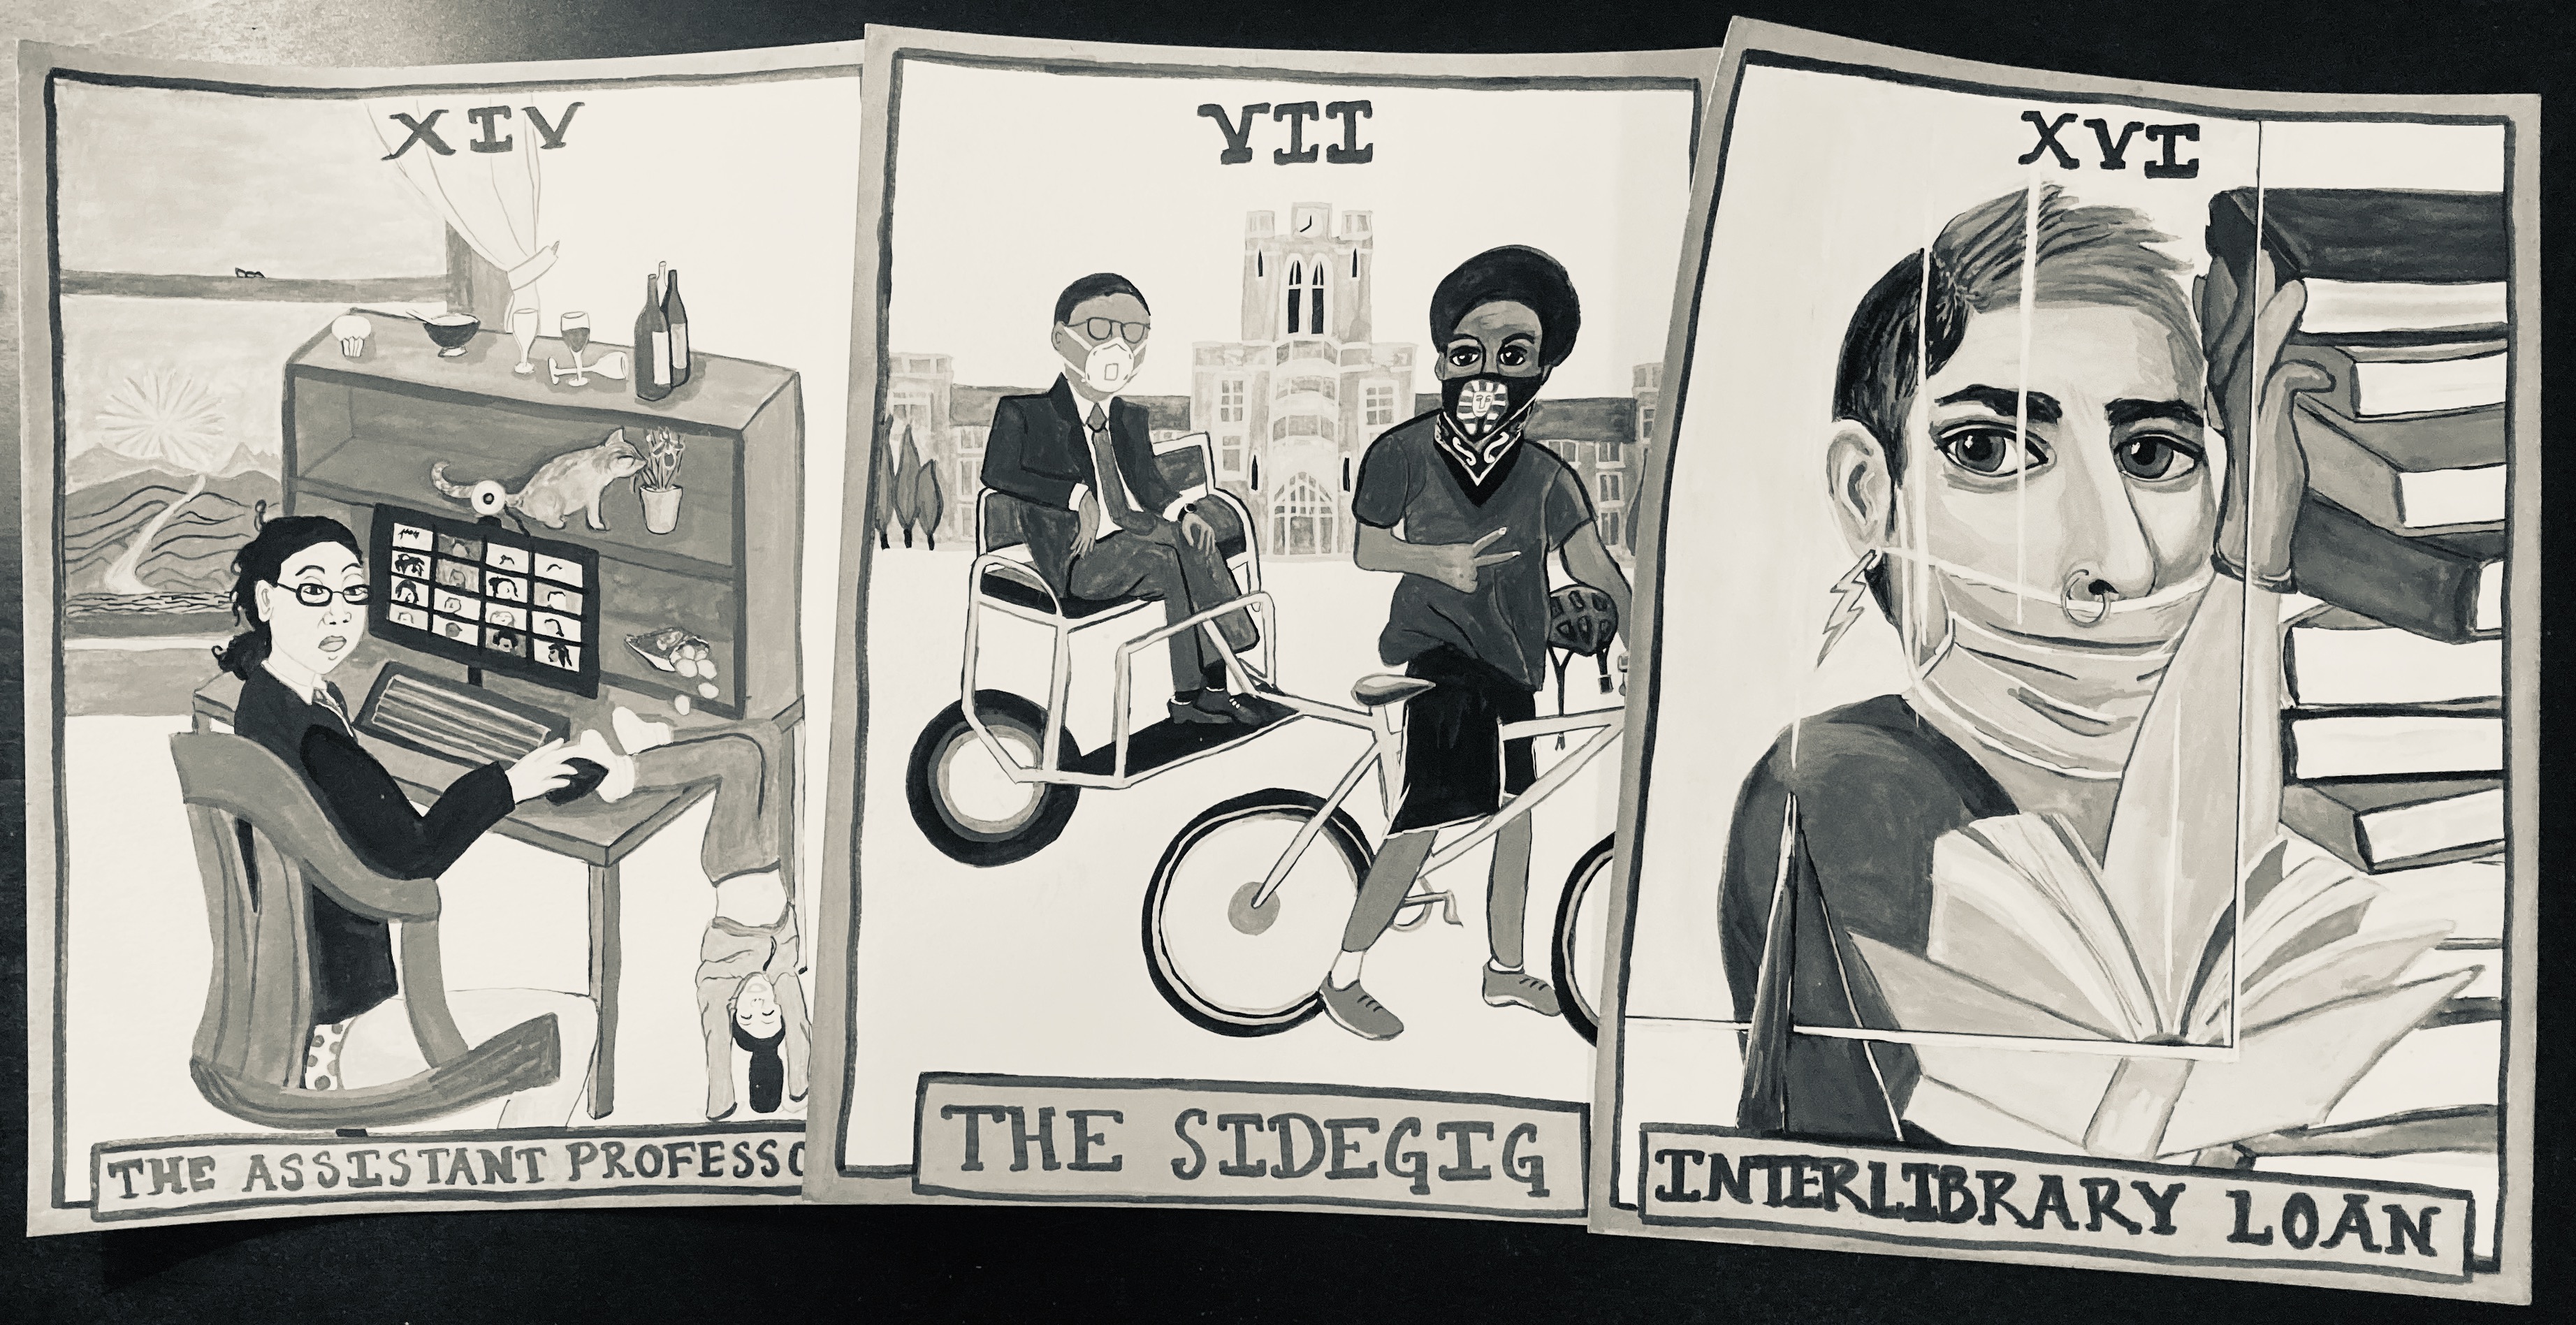 XIV
THE ASSISTANT PROFESSO
VII
THE SIDEGIG
XVI
INTERLIBRARY LOAN